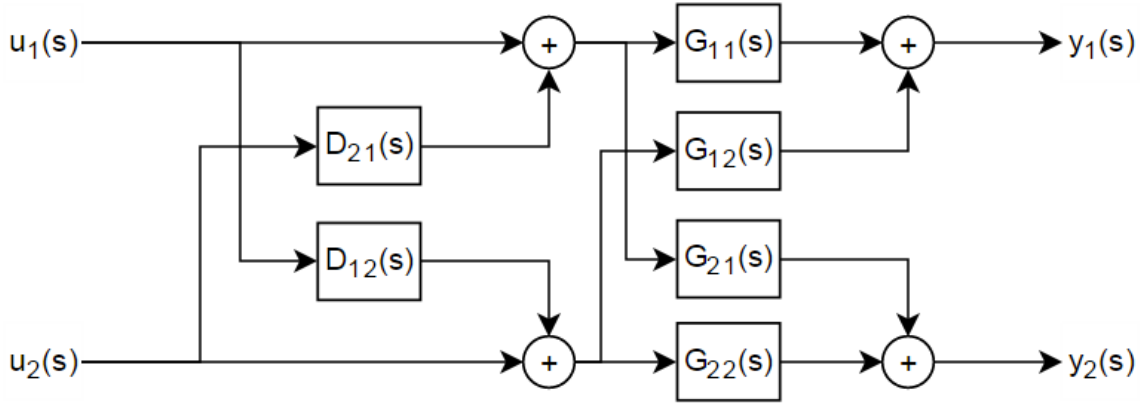 u₁(s) + G₁₁(s) + y₁(s)
D₂₁(s) G₁₂(s)
D₁₂(s) G₂₁(s)
u₂(s) + G₂₂(s) + y₂(s)